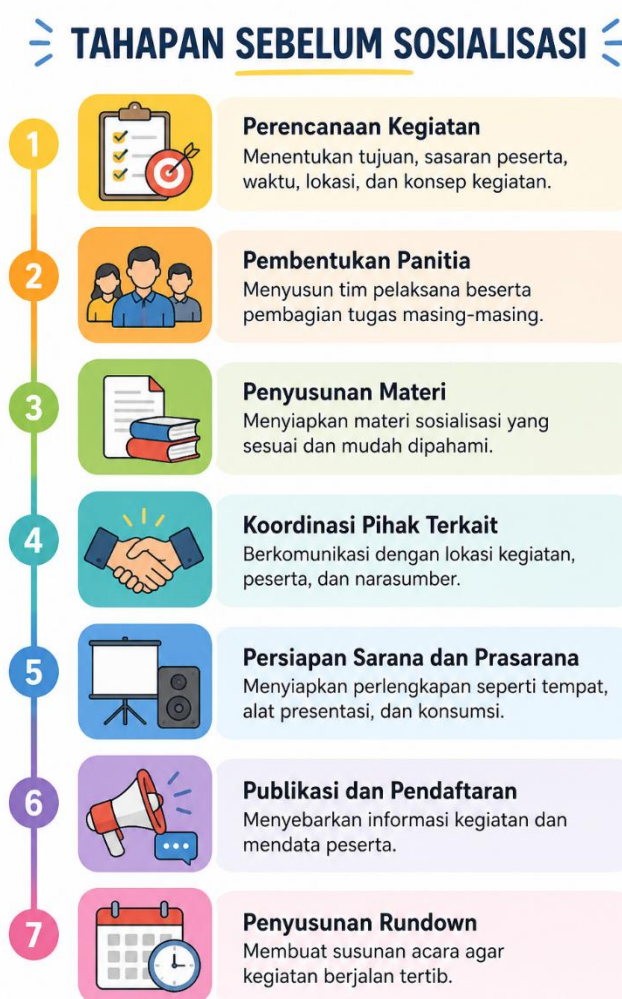 TAHAPAN SEBELUM SOSIALISASI
1
Perencanaan Kegiatan
Menentukan tujuan, sasaran peserta,
waktu, lokasi, dan konsep kegiatan.
2
Pembentukan Panitia
Menyusun tim pelaksana beserta
pembagian tugas masing-masing.
3
Penyusunan Materi
Menyiapkan materi sosialisasi yang
sesuai dan mudah dipahami.
4
Koordinasi Pihak Terkait
Berkomunikasi dengan lokasi kegiatan,
peserta, dan narasumber.
5
Persiapan Sarana dan Prasarana
Menyiapkan perlengkapan seperti tempat,
alat presentasi, dan konsumsi.
6
Publikasi dan Pendaftaran
Menyebarkan informasi kegiatan dan
mendata peserta.
7
Penyusunan Rundown
Membuat susunan acara agar
kegiatan berjalan tertib.